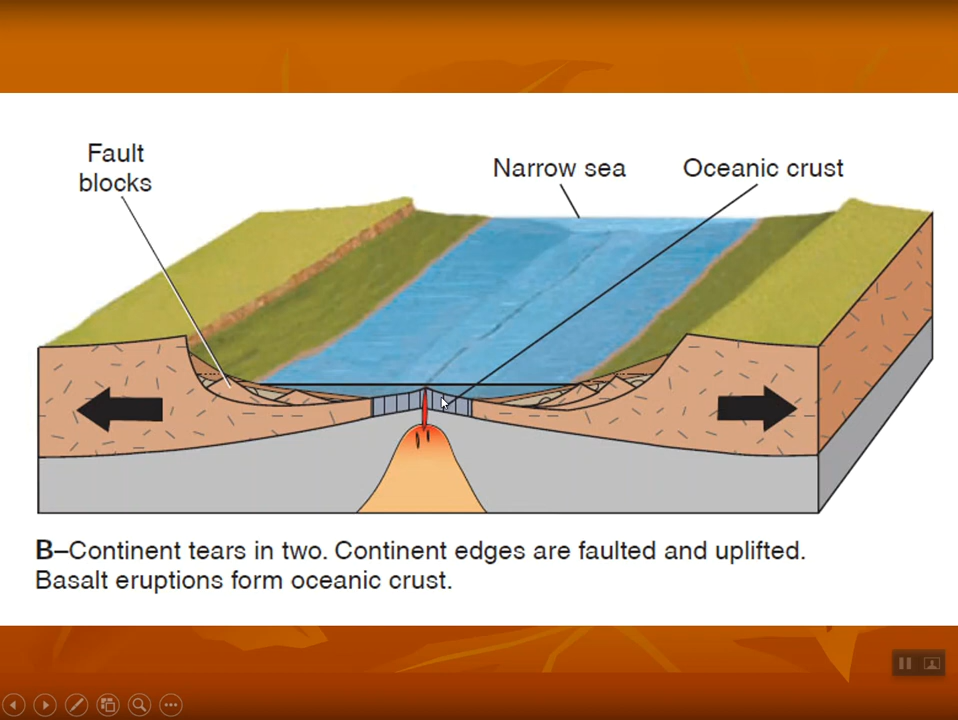 Fault
blocks
Narrow sea
Oceanic crust
B–Continent tears in two. Continent edges are faulted and uplifted.
Basalt eruptions form oceanic crust.